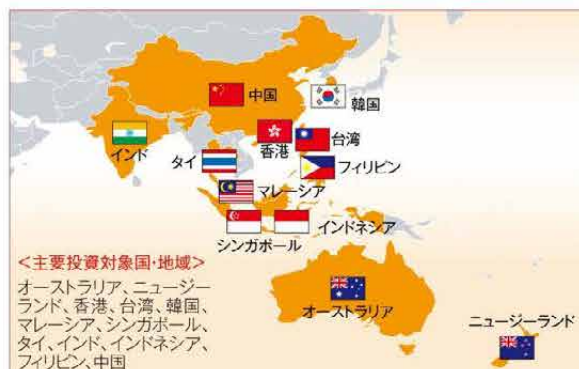 中国
韓国
インド
香港
台湾
タイ
フィリピン
マレーシア
シンガポール
インドネシア
<主要投資対象国・地域>
オーストラリア、ニュージー
ランド、香港、台湾、韓国、
マレーシア、シンガポール、
タイ、インド、インドネシア、
フィリピン、中国
オーストラリア
ニュージーランド